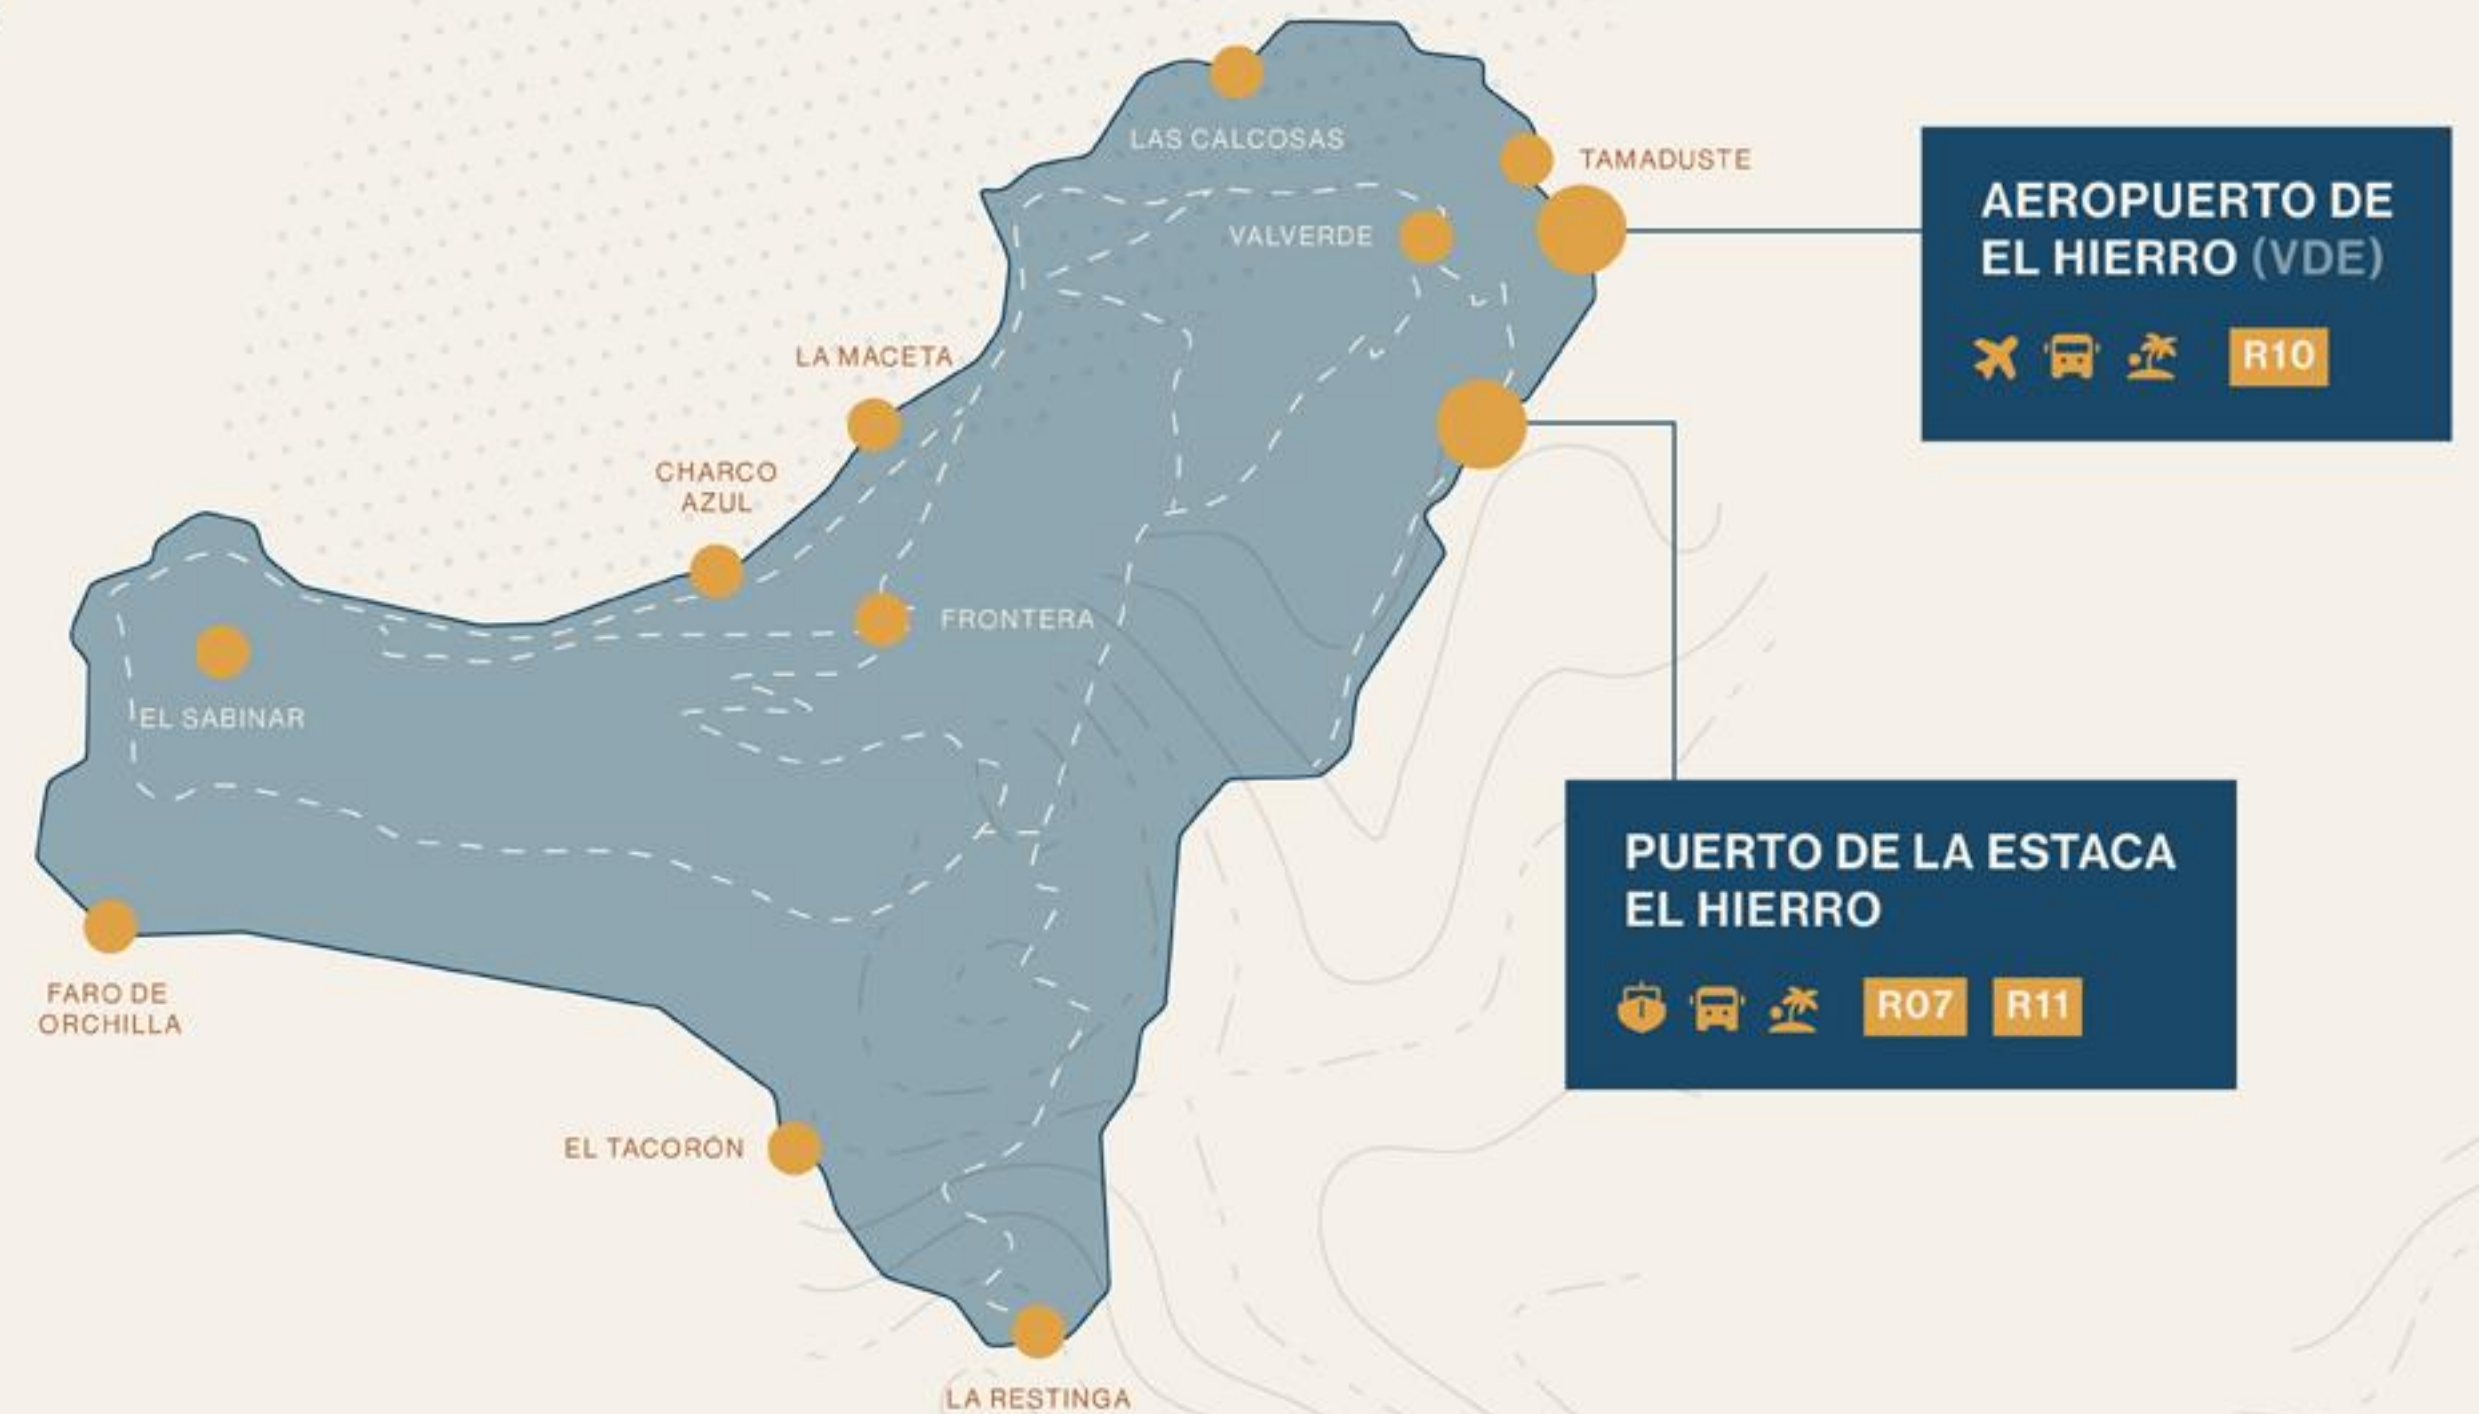 LAS CALCOSAS
TAMADUSTE
VALVERDE
AEROPUERTO DE
EL HIERRO (VDE)
R10
LA MACETA
CHARCO
AZUL
FRONTERA
EL SABINAR
PUERTO DE LA ESTACA
EL HIERRO
R07 R11
FARO DE
ORCHILLA
EL TACORÓN
LA RESTINGA